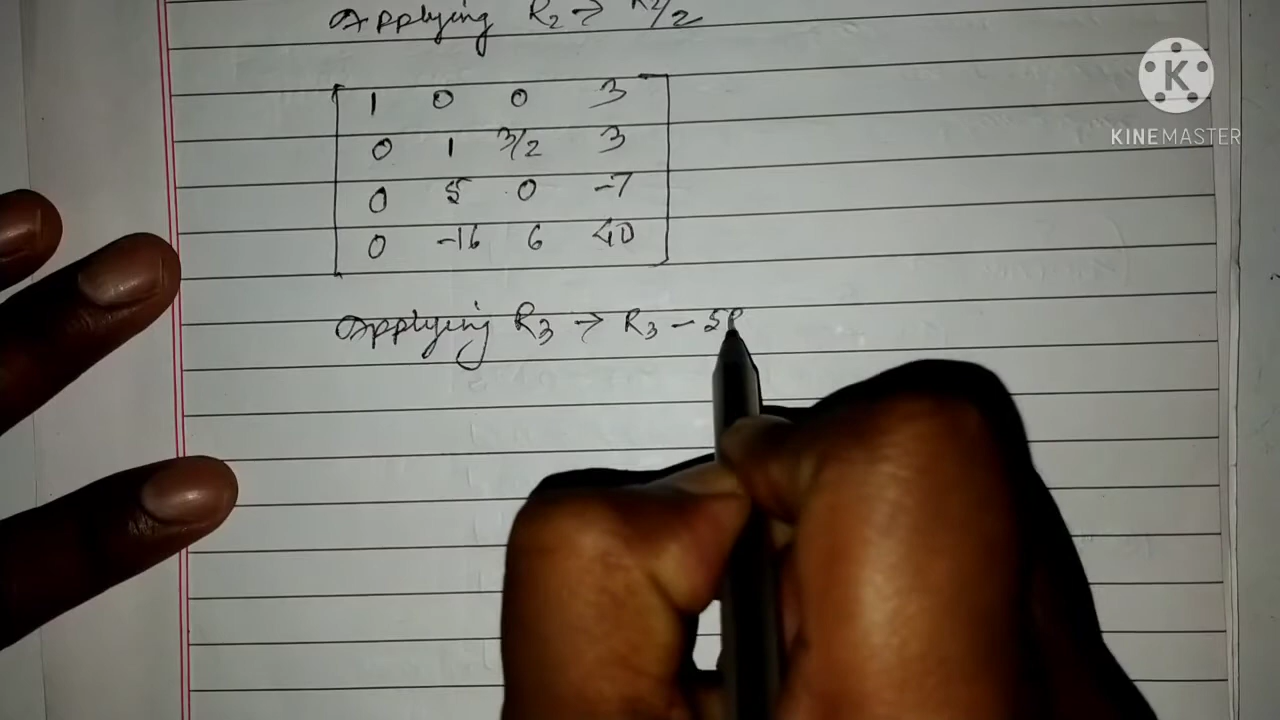 Applying R2 → R2/2
1 0 0 3
0 1 3/2 3
0 5 0 -7
0 -16 6 40
Applying R3 → R3 - 5R
K
KINEMASTER